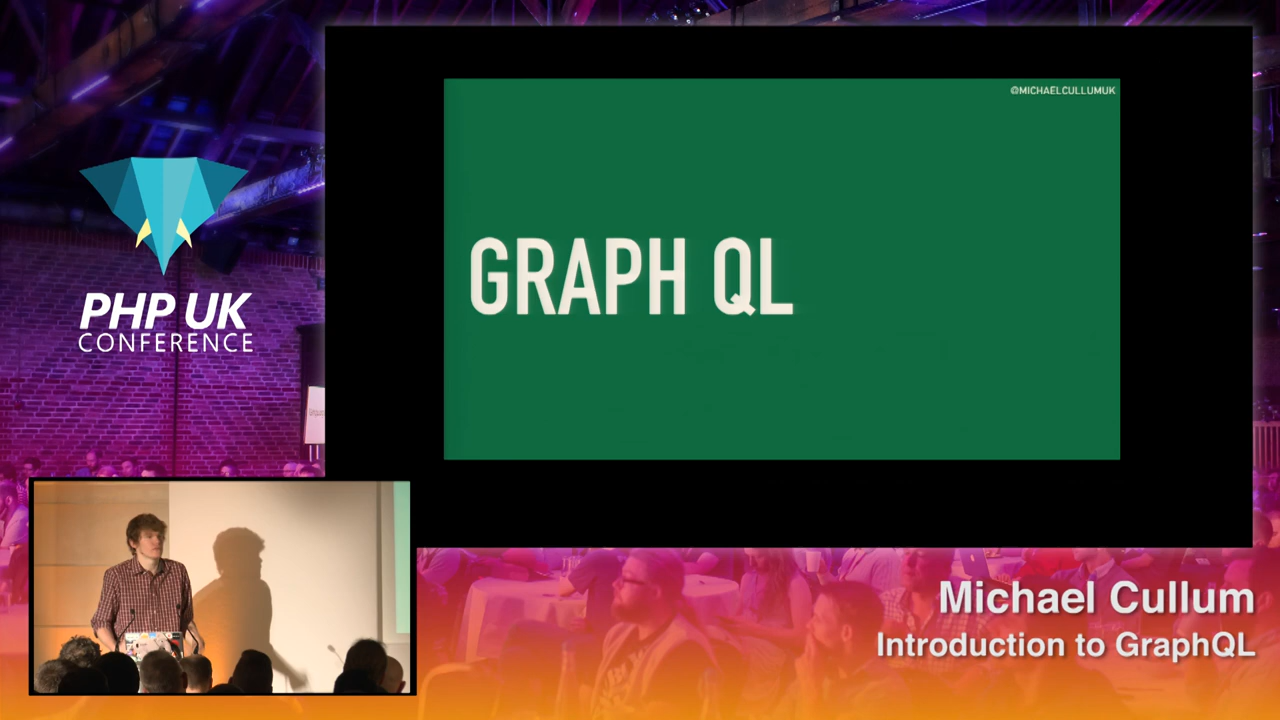 @MICHAELCULLUMUK
GRAPH QL
PHP UK
CONFERENCE
Michael Cullum
Introduction to GraphQL